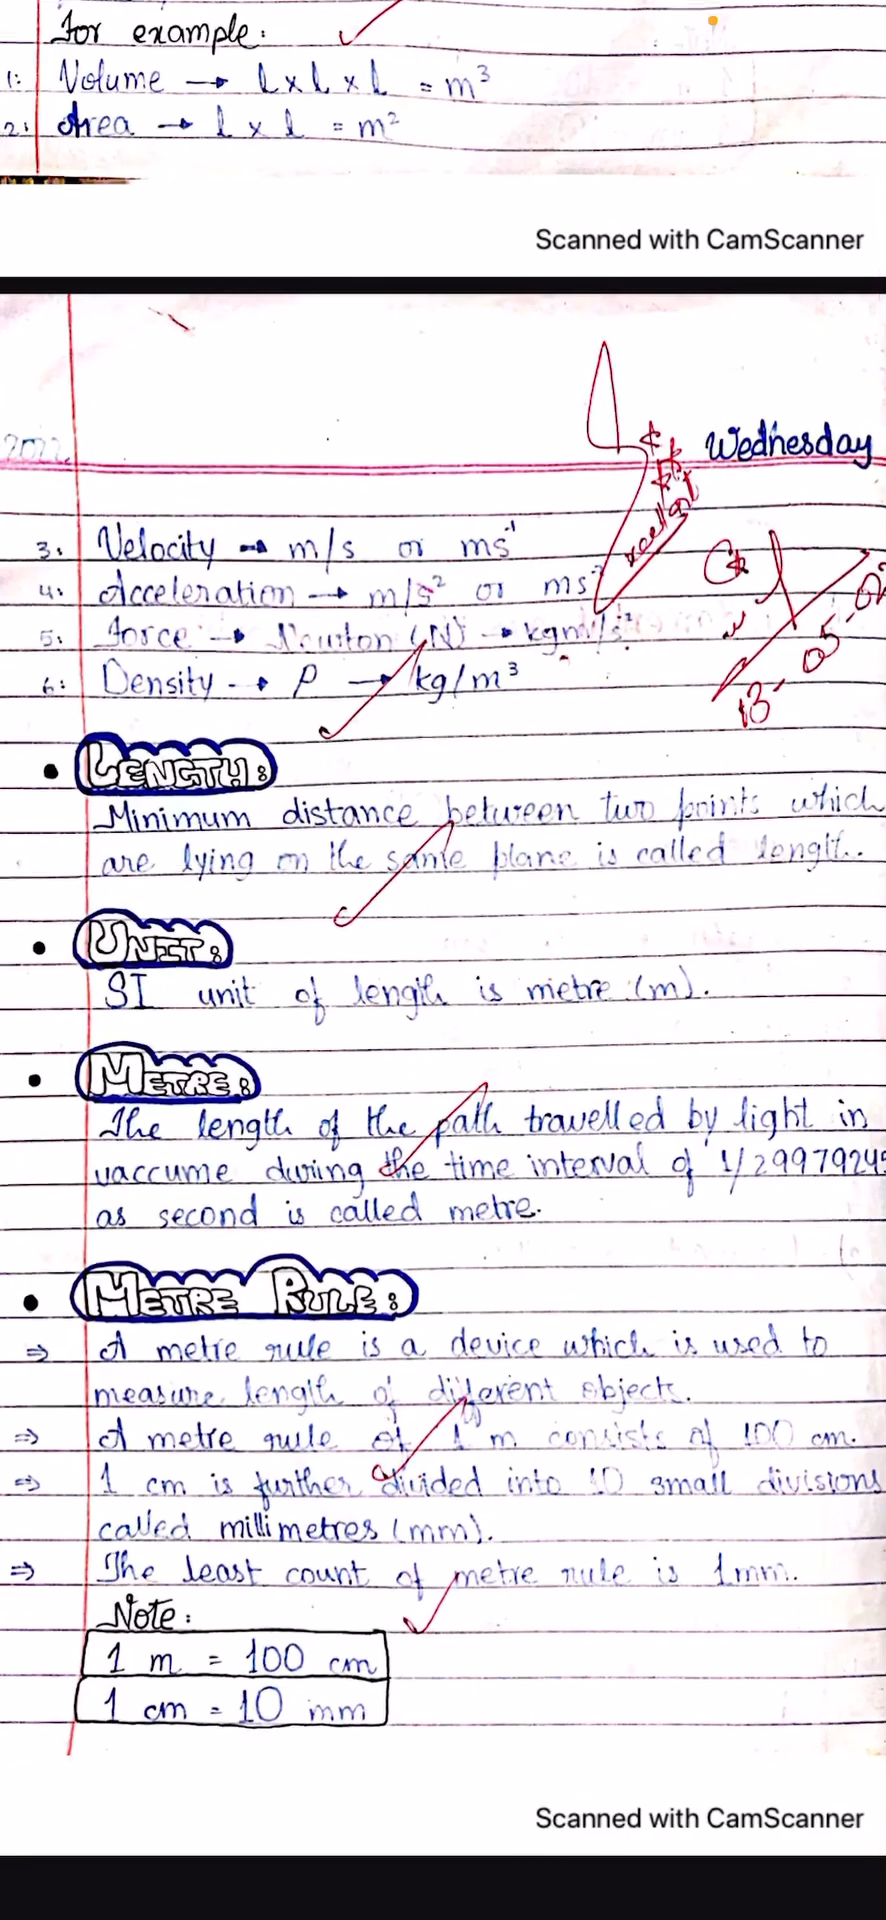 For example:
1: Volume → l x l x l = m³
2: Area → l x l = m²
Scanned with CamScanner
2022
Wednesday
3: Velocity → m/s or ms⁻¹
4: Acceleration → m/s² or ms⁻²
5: Force → Newton (N) → kgm/s²
6: Density → ρ → kg/m³
• LENGTH:
Minimum distance between two points which
are lying on the same plane is called length.
• UNIT:
SI unit of length is metre (m).
• METRE:
The length of the path travelled by light in
vaccume during the time interval of 1/29979245
as second is called metre.
• METRE RULE:
⇒ A metre rule is a device which is used to
measure length of different objects.
⇒ A metre rule of 1 m consists of 100 cm.
⇒ 1 cm is further divided into 10 small divisions
called millimetres (mm).
⇒ The least count of metre rule is 1mm.
Note:
1 m = 100 cm
1 cm = 10 mm
Scanned with CamScanner